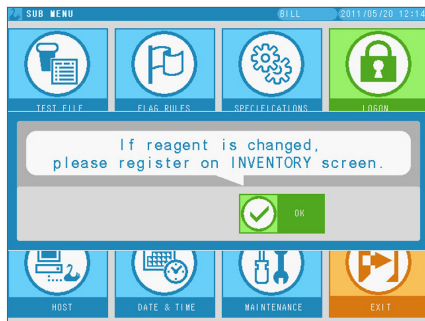 SUB MENU
BILL
2011/05/20 12:14
TEST FILE
FLAG RULES
SPECIFICATIONS
LOGON
If reagent is changed,
please register on INVENTORY screen.
OK
HOST
DATE & TIME
MAINTENANCE
EXIT